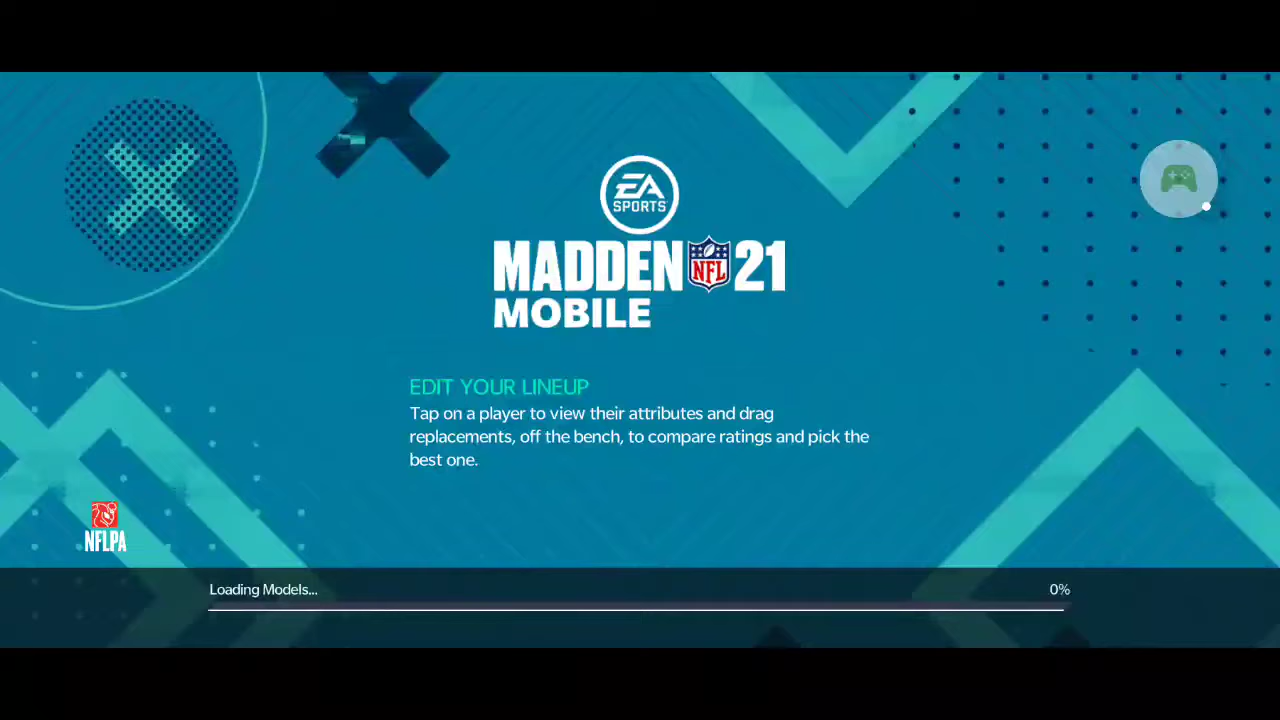 EA
SPORTS
MADDEN NFL 21
MOBILE
EDIT YOUR LINEUP
Tap on a player to view their attributes and drag
replacements, off the bench, to compare ratings and pick the
best one.
NFLPA
Loading Models... 0%